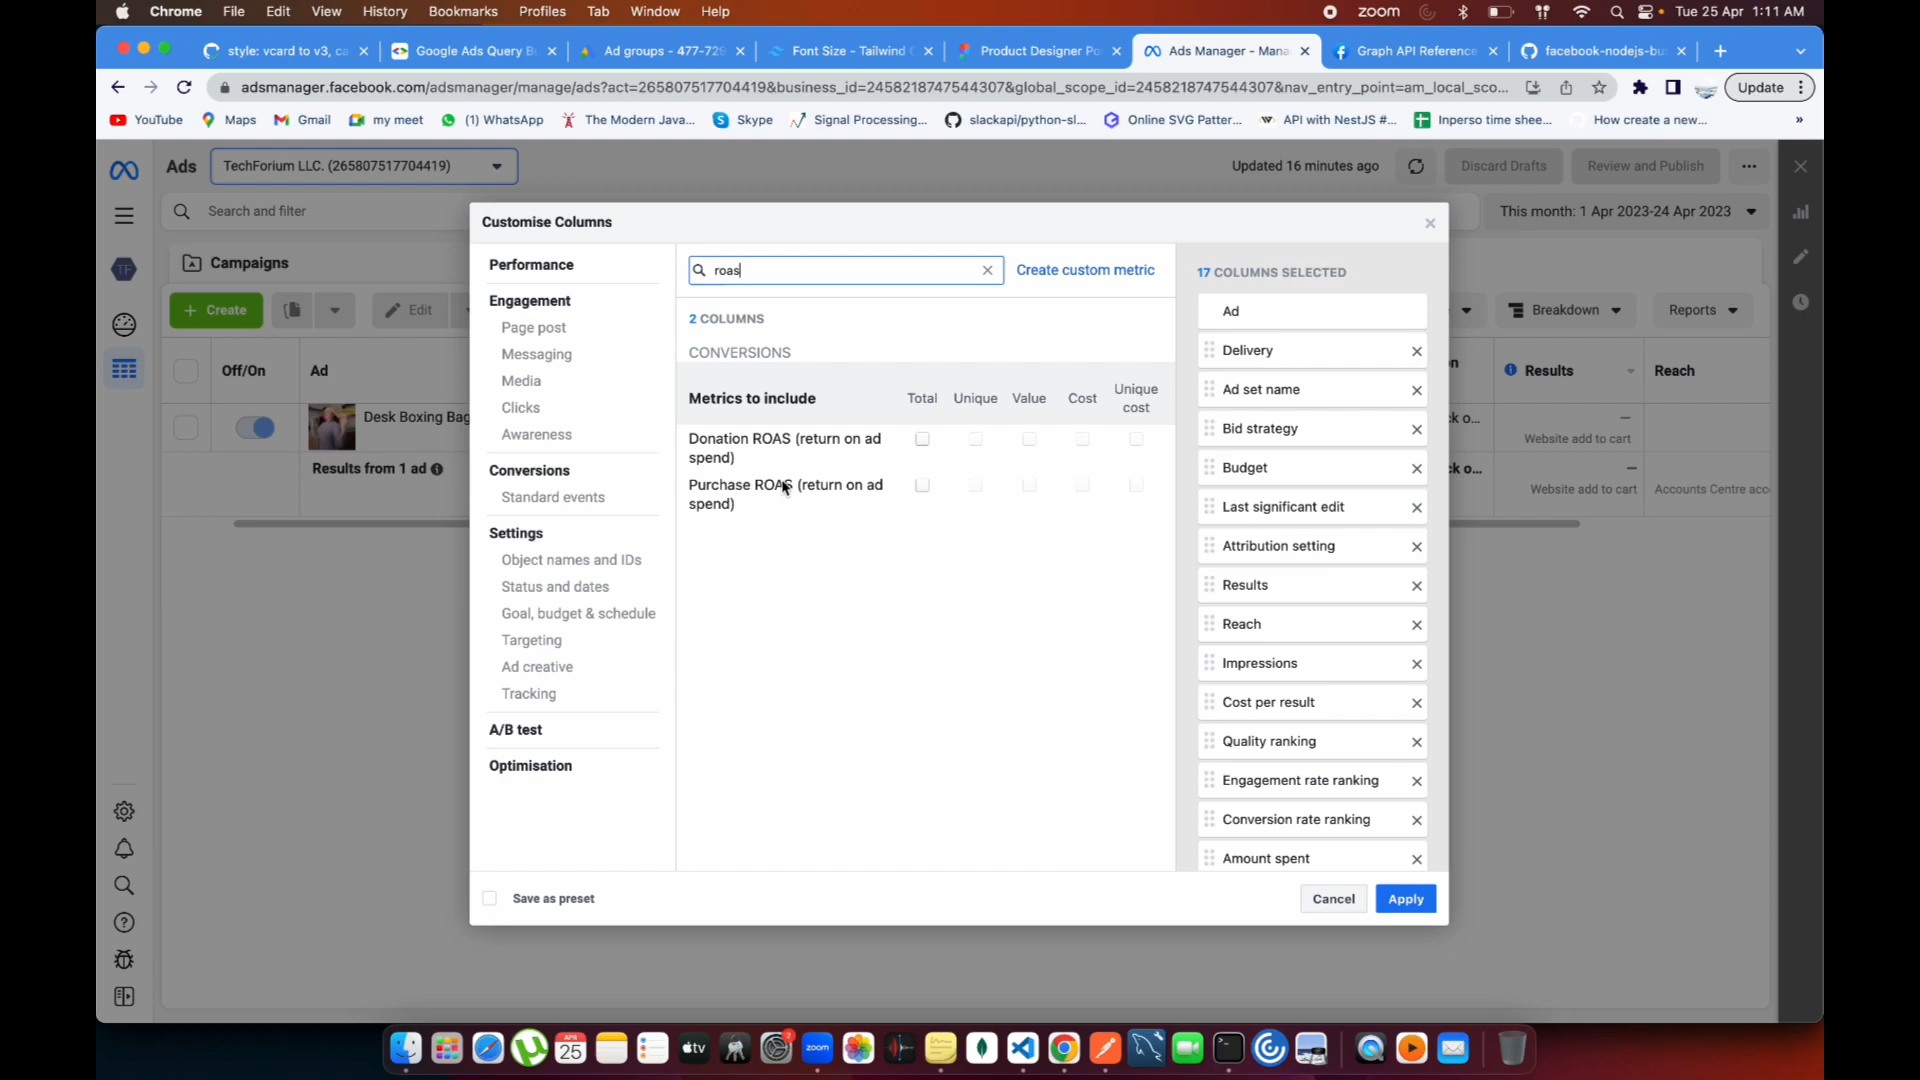 Chrome File Edit View History Bookmarks Profiles Tab Window Help zoom Tue 25 Apr 1:11 AM
style: vcard to v3, ca Google Ads Query B Ad groups - 477-729 Font Size - Tailwind Product Designer Po Ads Manager - Mana Graph API Reference facebook-nodejs-bu
adsmanager.facebook.com/adsmanager/manage/ads?act=265807517704419&business_id=2458218747544307&global_scope_id=2458218747544307&nav_entry_point=am_local_sco... Update
YouTube Maps Gmail my meet (1) WhatsApp The Modern Java... Skype Signal Processing... slackapi/python-sl... Online SVG Patter... API with NestJS #... Inperso time shee... How create a new... »
Ads TechForium LLC. (265807517704419) Updated 16 minutes ago Discard Drafts Review and Publish
Search and filter This month: 1 Apr 2023-24 Apr 2023
Customise Columns
Campaigns
TF
+ Create Edit Breakdown Reports
Off/On Ad Results Reach
Desk Boxing Bag
Website add to cart
Results from 1 ad
Website add to cart Accounts Centre acc
Performance
Engagement
Page post
Messaging
Media
Clicks
Awareness
Conversions
Standard events
Settings
Object names and IDs
Status and dates
Goal, budget & schedule
Targeting
Ad creative
Tracking
A/B test
Optimisation
roas Create custom metric
2 COLUMNS
CONVERSIONS
Metrics to include Total Unique Value Cost Unique cost
Donation ROAS (return on ad
spend)
Purchase ROAS (return on ad
spend)
17 COLUMNS SELECTED
Ad
Delivery
Ad set name
Bid strategy
Budget
Last significant edit
Attribution setting
Results
Reach
Impressions
Cost per result
Quality ranking
Engagement rate ranking
Conversion rate ranking
Amount spent
Save as preset Cancel Apply
APR
25
tv
2
zoom